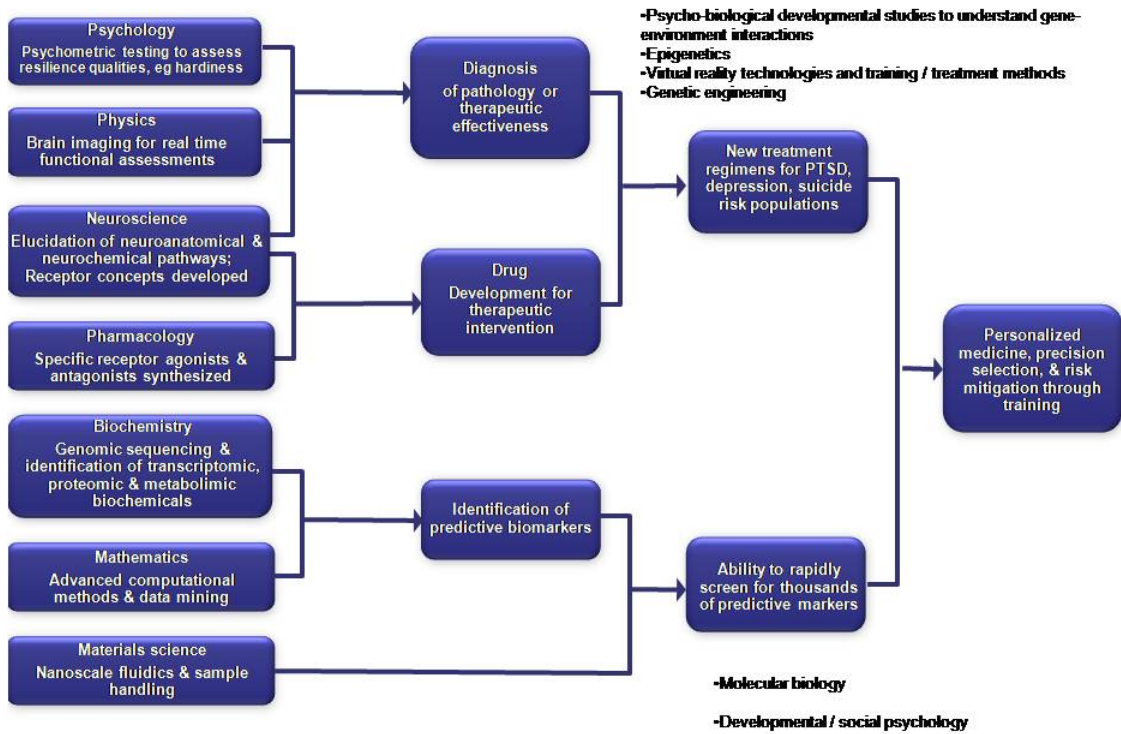 Psychology
Psychometric testing to assess
resilience qualities, eg hardiness
Physics
Brain imaging for real time
functional assessments
Neuroscience
Elucidation of neuroanatomical &
neurochemical pathways;
Receptor concepts developed
Pharmacology
Specific receptor agonists &
antagonists synthesized
Biochemistry
Genomic sequencing &
identification of transcriptomic,
proteomic & metabolimic
biochemicals
Mathematics
Advanced computational
methods & data mining
Materials science
Nanoscale fluidics & sample
handling
Diagnosis
of pathology or
therapeutic
effectiveness
Drug
Development for
therapeutic
intervention
Identification of
predictive biomarkers
•Psycho-biological developmental studies to understand gene-
environment interactions
•Epigenetics
•Virtual reality technologies and training / treatment methods
•Genetic engineering
New treatment
regimens for PTSD,
depression, suicide
risk populations
Ability to rapidly
screen for thousands
of predictive markers
•Molecular biology
•Developmental / social psychology
Personalized
medicine, precision
selection, & risk
mitigation through
training